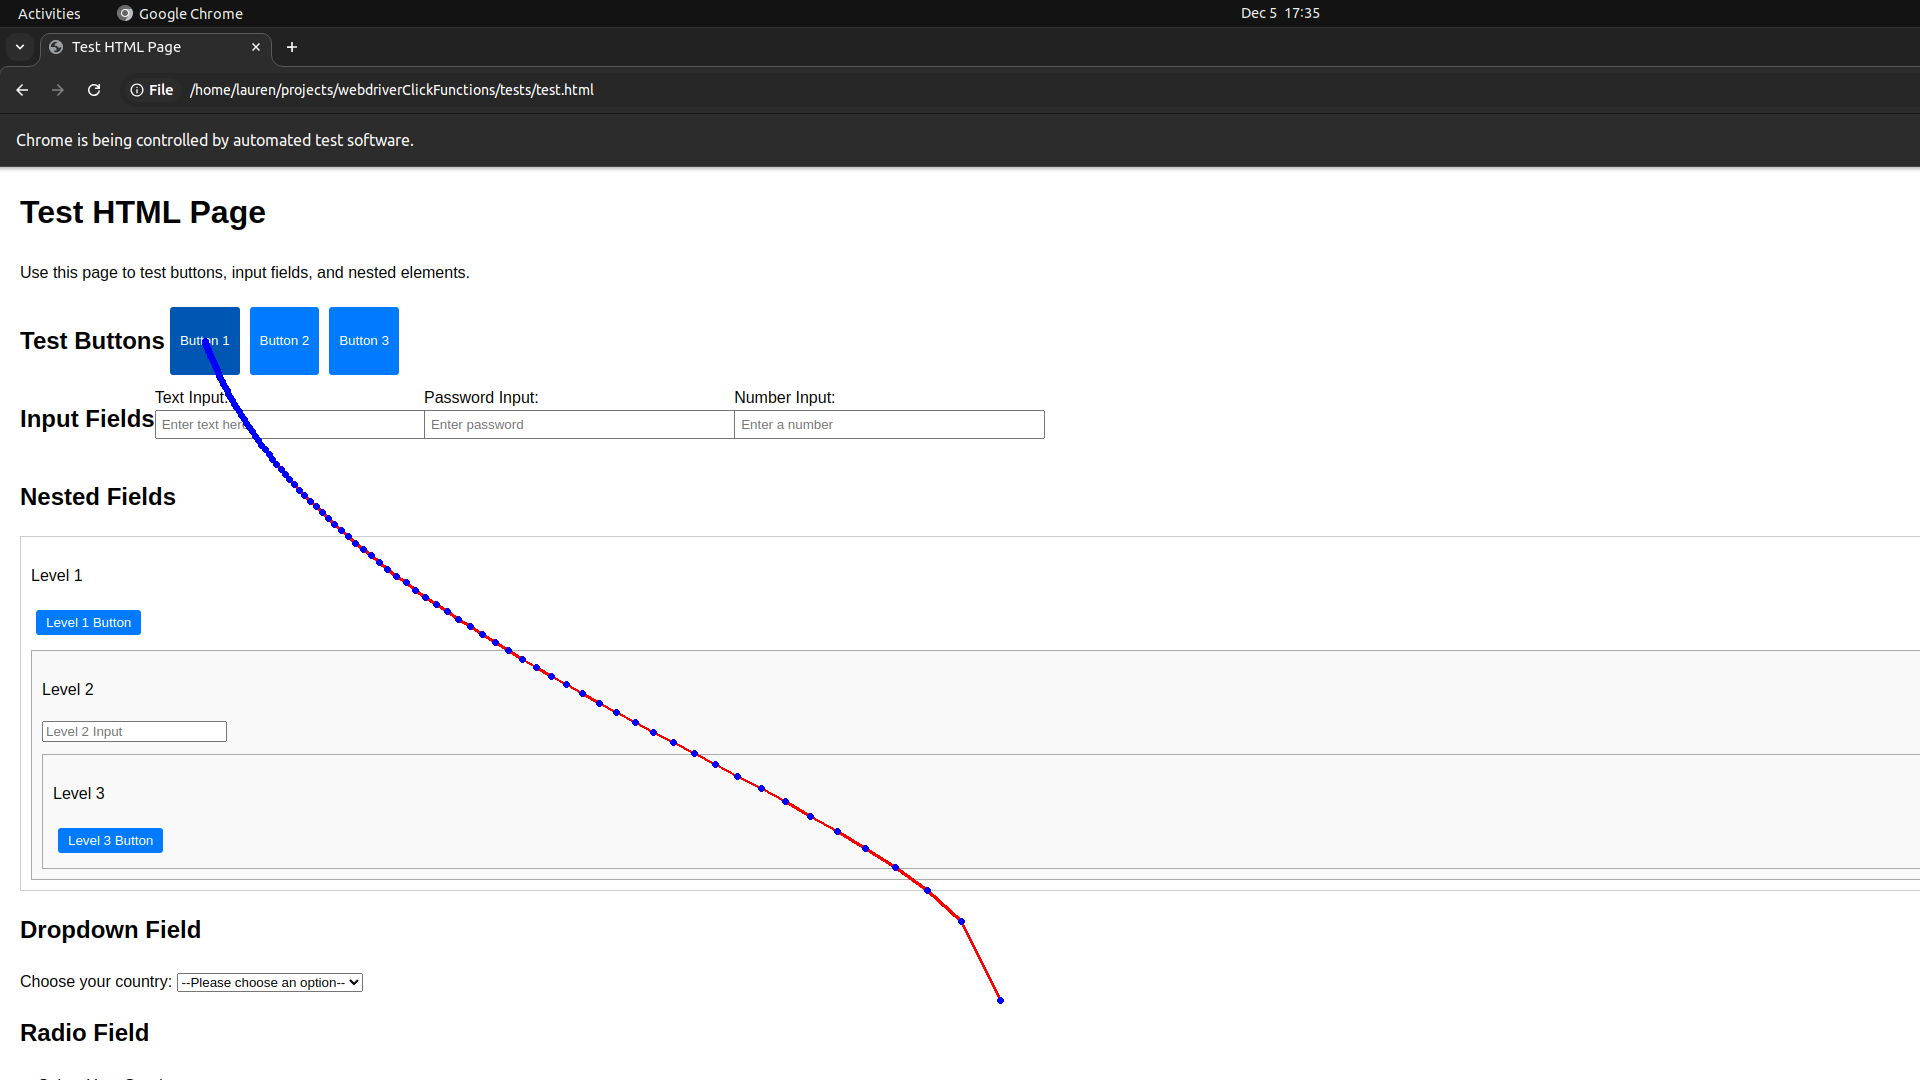 Activities Google Chrome Dec 5 17:35
Test HTML Page
File /home/lauren/projects/webdriverClickFunctions/tests/test.html
Chrome is being controlled by automated test software.
Test HTML Page
Use this page to test buttons, input fields, and nested elements.
Test Buttons Button 1 Button 2 Button 3
Text Input: Password Input: Number Input:
Input Fields Enter text here Enter password Enter a number
Nested Fields
Level 1
Level 1 Button
Level 2
Level 2 Input
Level 3
Level 3 Button
Dropdown Field
Choose your country: --Please choose an option--
Radio Field